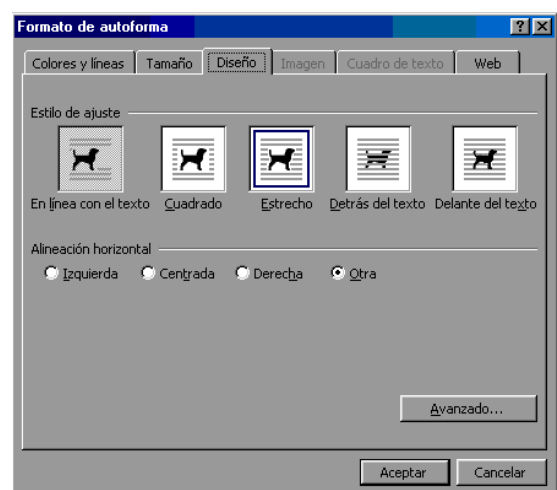 Formato de autoforma
Colores y líneas Tamaño Diseño Imagen Cuadro de texto Web
Estilo de ajuste
En línea con el texto Cuadrado Estrecho Detrás del texto Delante del texto
Alineación horizontal
Izquierda Centrada Derecha Otra
Avanzado...
Aceptar Cancelar